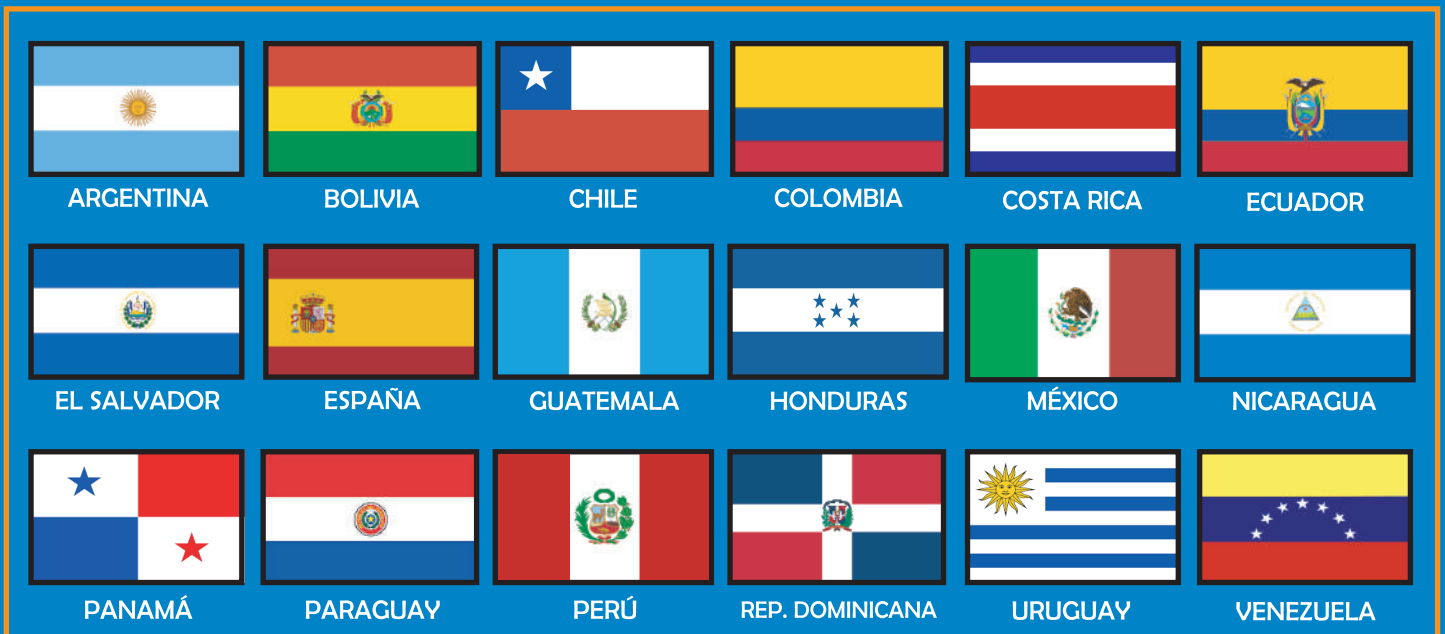 ARGENTINA
BOLIVIA
CHILE
COLOMBIA
COSTA RICA
ECUADOR
EL SALVADOR
ESPAÑA
GUATEMALA
HONDURAS
MÉXICO
NICARAGUA
PANAMÁ
PARAGUAY
PERÚ
REP. DOMINICANA
URUGUAY
VENEZUELA